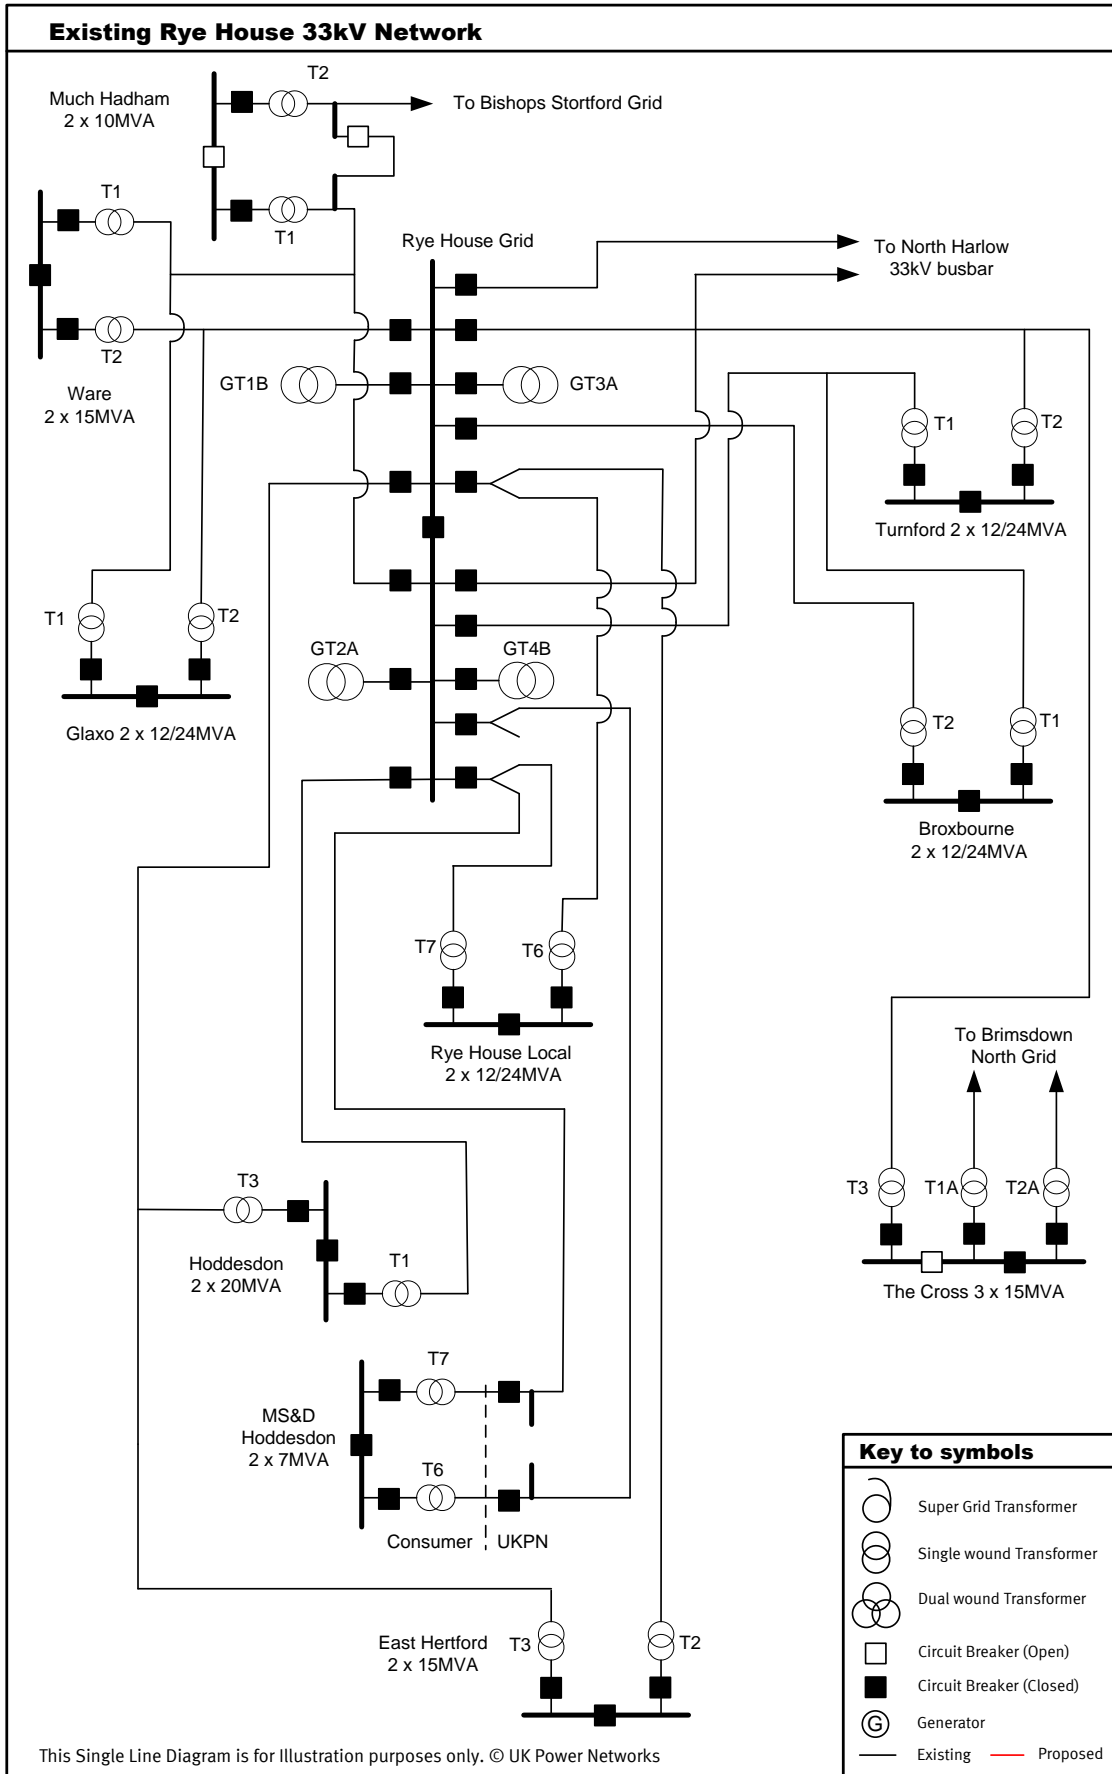 Existing Rye House 33kV Network
T2
Much Hadham
2 x 10MVA
To Bishops Stortford Grid
T1
T1
Rye House Grid
To North Harlow
33kV busbar
T2
Ware
2 x 15MVA
GT1B
GT3A
T1
T2
Turnford 2 x 12/24MVA
T1
T2
GT2A
GT4B
Glaxo 2 x 12/24MVA
T2
T1
Broxbourne
2 x 12/24MVA
T7
T6
Rye House Local
2 x 12/24MVA
To Brimsdown
North Grid
T3
T3
T1A
T2A
Hoddesdon
2 x 20MVA
T1
The Cross 3 x 15MVA
T7
MS&D
Hoddesdon
2 x 7MVA
T6
Consumer
UKPN
Key to symbols
Super Grid Transformer
Single wound Transformer
Dual wound Transformer
Circuit Breaker (Open)
Circuit Breaker (Closed)
G
Generator
Existing
Proposed
East Hertford
2 x 15MVA
T3
T2
This Single Line Diagram is for Illustration purposes only. © UK Power Networks